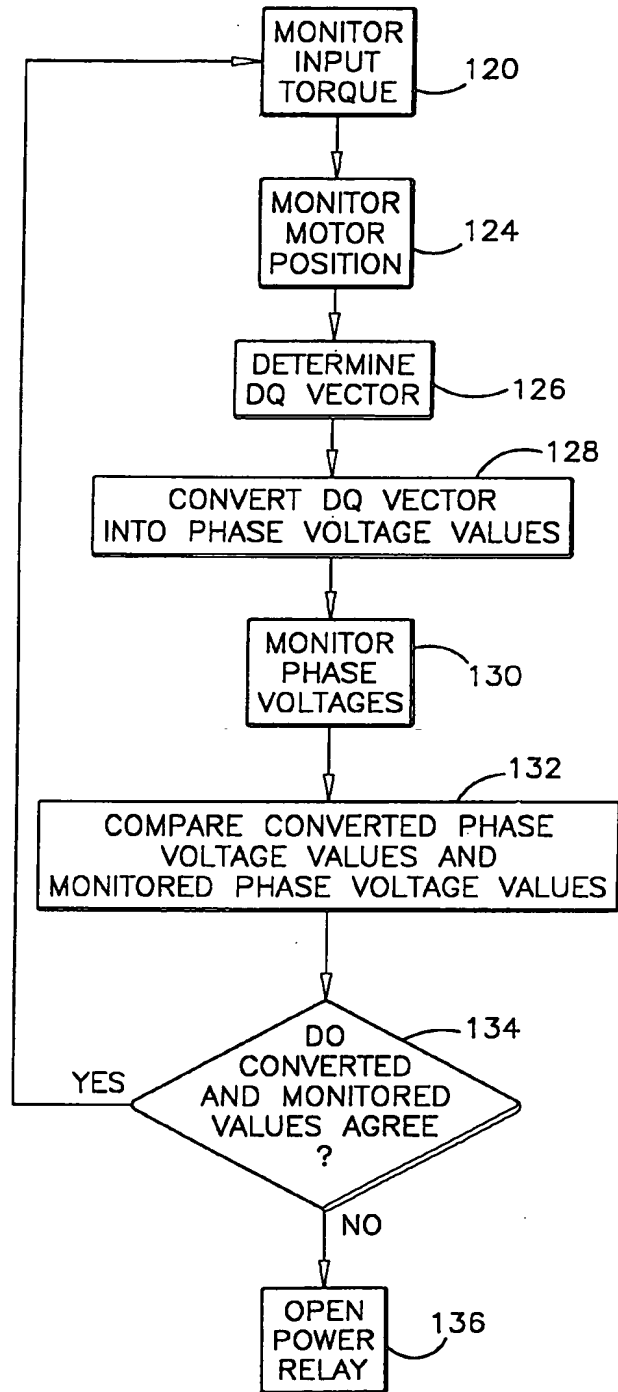 MONITOR
INPUT
TORQUE
120
MONITOR
MOTOR
POSITION
124
DETERMINE
DQ VECTOR
126
128
CONVERT DQ VECTOR
INTO PHASE VOLTAGE VALUES
MONITOR
PHASE
VOLTAGES
130
132
COMPARE CONVERTED PHASE
VOLTAGE VALUES AND
MONITORED PHASE VOLTAGE VALUES
134
DO
CONVERTED
AND MONITORED
VALUES AGREE
?
YES
NO
OPEN
POWER
RELAY
136